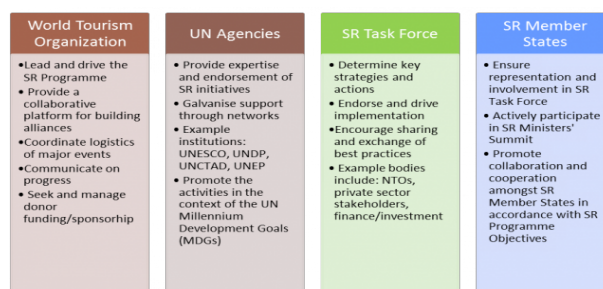 World Tourism
Organization
•Lead and drive the
SR Programme
• Provide a
collaborative
platform for building
alliances
•Coordinate logistics
of major events
•Communicate on
progress
• Seek and manage
donor
funding/sponsorhip
UN Agencies
• Provide expertise
and endorsement of
SR initiatives
• Galvanise support
through networks
• Example
institutions:
UNESCO, UNDP,
UNCTAD, UNEP
• Promote the
activities in the
context of the UN
Millennium
Development Goals
(MDGs)
SR Task Force
• Determine key
strategies and
actions
• Endorse and drive
implementation
•Encourage sharing
and exchange of
best practices
• Example bodies
include: NTOs,
private sector
stakeholders,
finance/investment
SR Member
States
• Ensure
representation and
involvement in SR
Task Force
• Actively participate
in SR Ministers'
Summit
• Promote
collaboration and
cooperation
amongst SR
Member States in
accordance with SR
Programme
Objectives